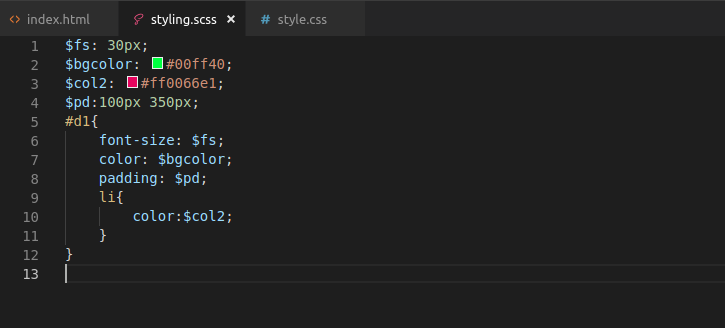 index.html styling.scss style.css
1 $fs: 30px;
2 $bgcolor: #00ff40;
3 $col2: #ff0066e1;
4 $pd:100px 350px;
5 #d1{
6 font-size: $fs;
7 color: $bgcolor;
8 padding: $pd;
9 li{
10 color:$col2;
11 }
12 }
13